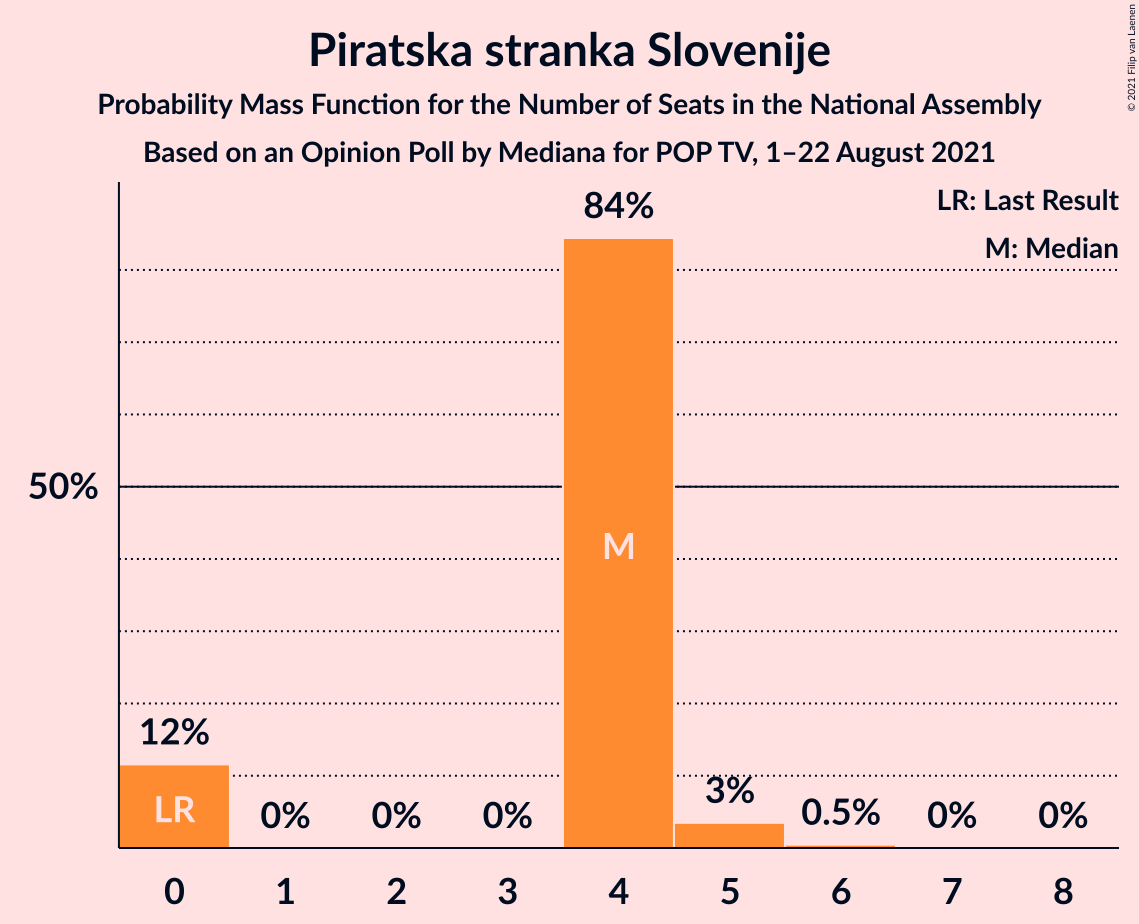 Piratska stranka Slovenije
Probability Mass Function for the Number of Seats in the National Assembly
Based on an Opinion Poll by Mediana for POP TV, 1–22 August 2021
© 2021 Filip van Laenen
LR: Last Result
M: Median
84%
50%
M
12%
LR
0%
0%
0%
3%
0.5%
0%
0%
0 1 2 3 4 5 6 7 8